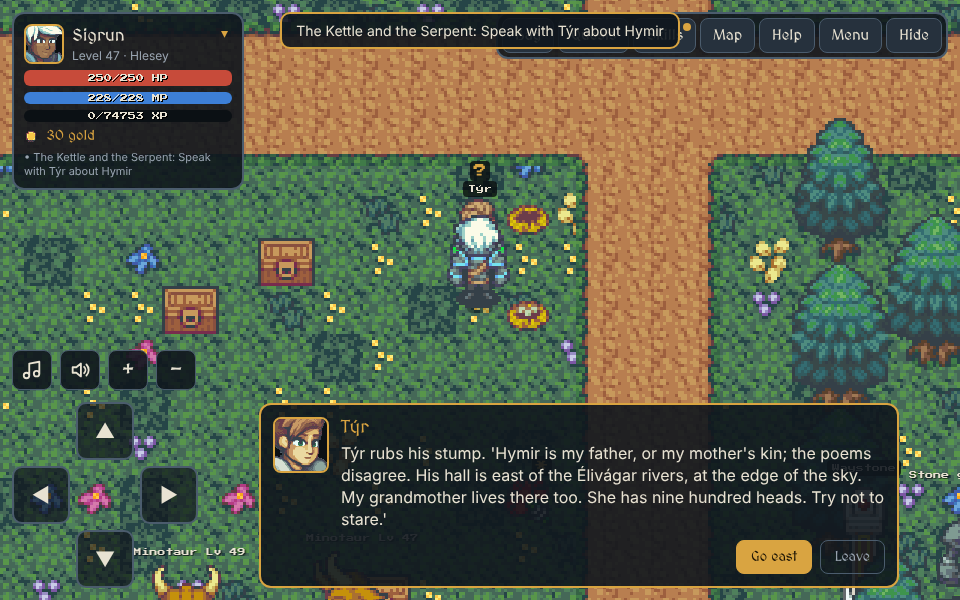 Sigrun
Level 47 · Hlesey
250/250 HP
228/228 MP
0/74753 XP
30 gold
• The Kettle and the Serpent: Speak
with Týr about Hymir
The Kettle and the Serpent: Speak with Týr about Hymir
Map
Help
Menu
Hide
?
Týr
Týr
Týr rubs his stump. 'Hymir is my father, or my mother's kin; the poems
disagree. His hall is east of the Élivágar rivers, at the edge of the sky.
My grandmother lives there too. She has nine hundred heads. Try not to
stare.'
Go east
Leave
Waystone
Stone
Minotaur Lv 47
Minotaur Lv 49